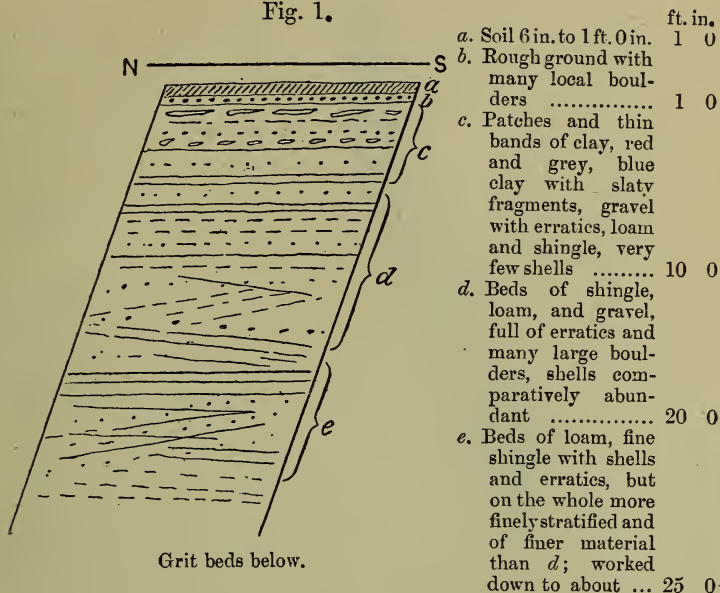 Fig. 1.
N S
a
b
c
d
e
Grit beds below.
ft. in.
a. Soil 6 in. to 1 ft. 0 in. 1 0
b. Rough ground with
many local boul-
ders ............... 1 0
c. Patches and thin
bands of clay, red
and grey, blue
clay with slaty
fragments, gravel
with erratics, loam
and shingle, very
few shells ......... 10 0
d. Beds of shingle,
loam, and gravel,
full of erratics and
many large boul-
ders, shells com-
paratively abun-
dant ............... 20 0
e. Beds of loam, fine
shingle with shells
and erratics, but
on the whole more
finely stratified and
of finer material
than d; worked
down to about ... 25 0